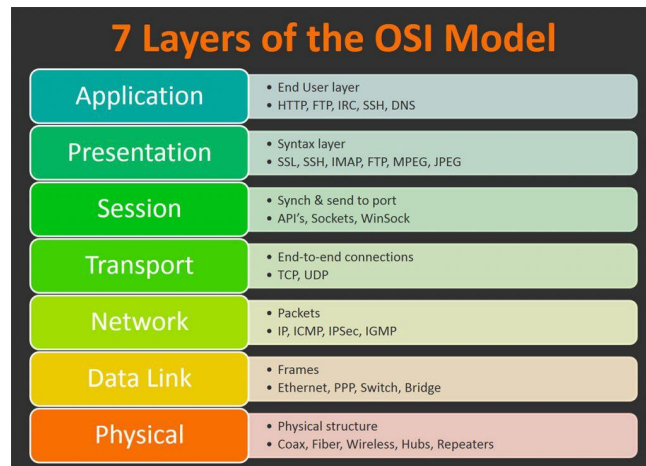 7 Layers of the OSI Model
Application
• End User layer
• HTTP, FTP, IRC, SSH, DNS
Presentation
• Syntax layer
• SSL, SSH, IMAP, FTP, MPEG, JPEG
Session
• Synch & send to port
• API's, Sockets, WinSock
Transport
• End-to-end connections
• TCP, UDP
Network
• Packets
• IP, ICMP, IPSec, IGMP
Data Link
• Frames
• Ethernet, PPP, Switch, Bridge
Physical
• Physical structure
• Coax, Fiber, Wireless, Hubs, Repeaters